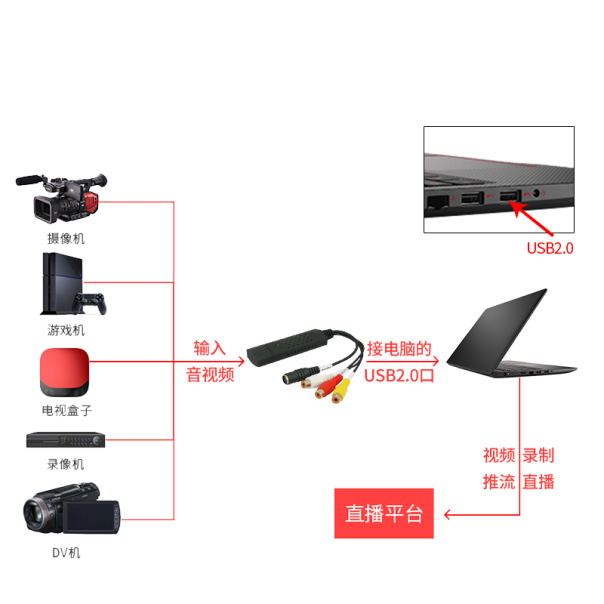 USB2.0
摄像机
游戏机
电视盒子
录像机
DV机
输入
音视频
接电脑的
USB2.0口
视频 录制
推流 直播
直播平台